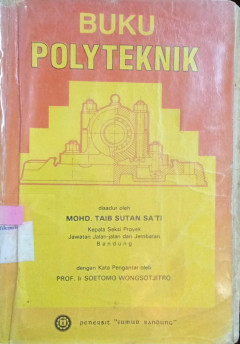 BUKU
POLYTEKNIK
disadur oleh
MOHD. TAIB SUTAN SA'TI
Kepala Seksi Proyek
Jawatan Jalan-jalan dan Jembatan
Bandung
dengan Kata Pengantar oleh
PROF. Ir SOETOMO WONGSOTJITRO
penerbit "SUMUR BANDUNG"